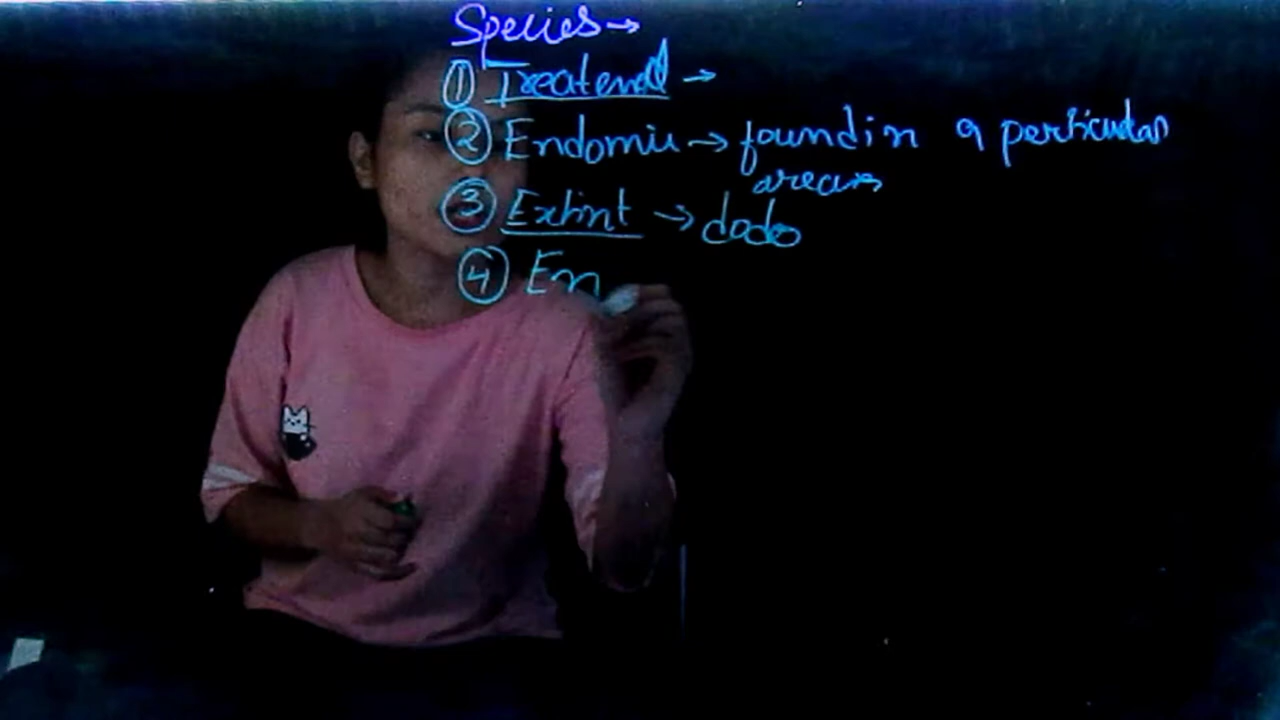 Species→
① Treatend →
② Endomic → found in a perticular
areas
③ Extint → dodo
④ En